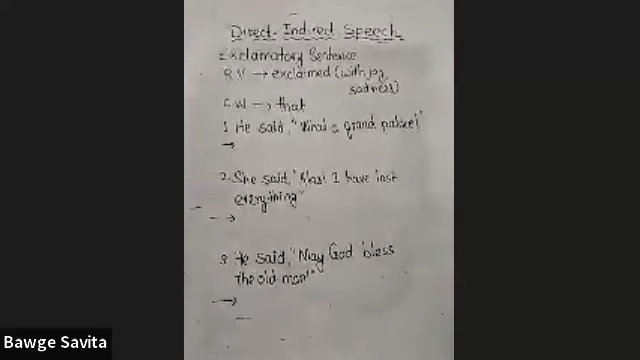 Direct-Indirect Speech
Exclamatory Sentence
R.V → exclaimed (with joy,
sadness)
C.W → that
1. He said, "What a grand palace!"
→
2. She said, "Alas! I have lost
everything"
→
3. He said, "May God bless
the old man!"
→
Bawge Savita